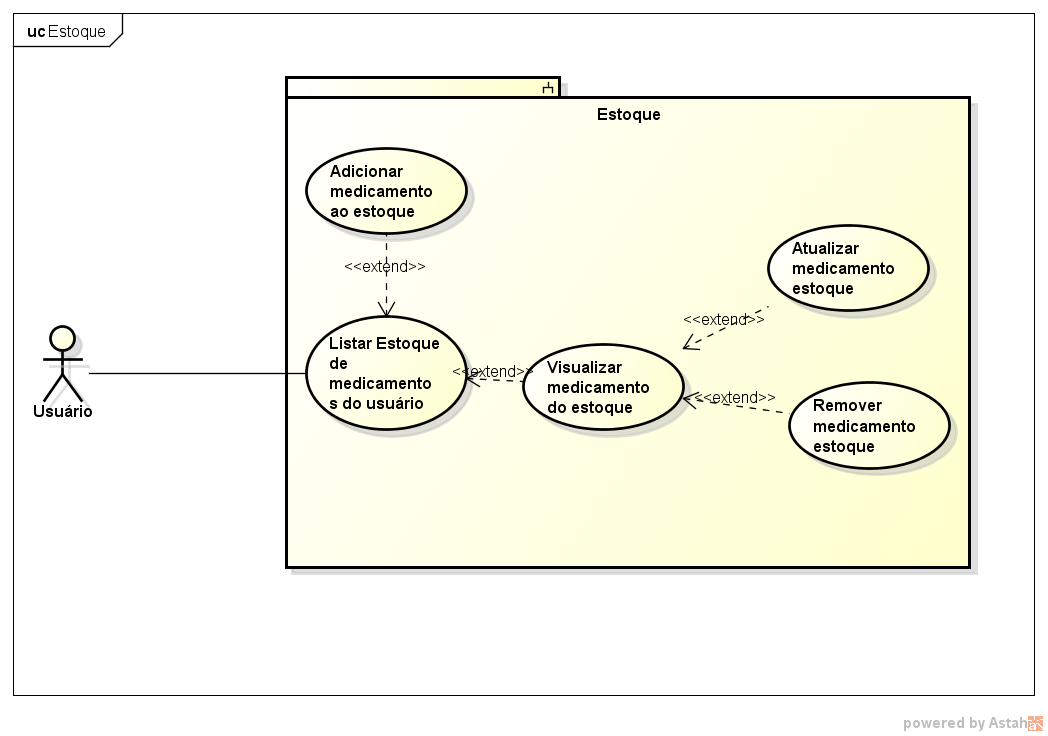 uc Estoque
Estoque
Adicionar
medicamento
ao estoque
<<extend>>
Atualizar
medicamento
estoque
<<extend>>
Listar Estoque
de
medicamento
s do usuário
<<extend>>
Visualizar
medicamento
do estoque
<<extend>>
Remover
medicamento
estoque
Usuário
powered by Astah